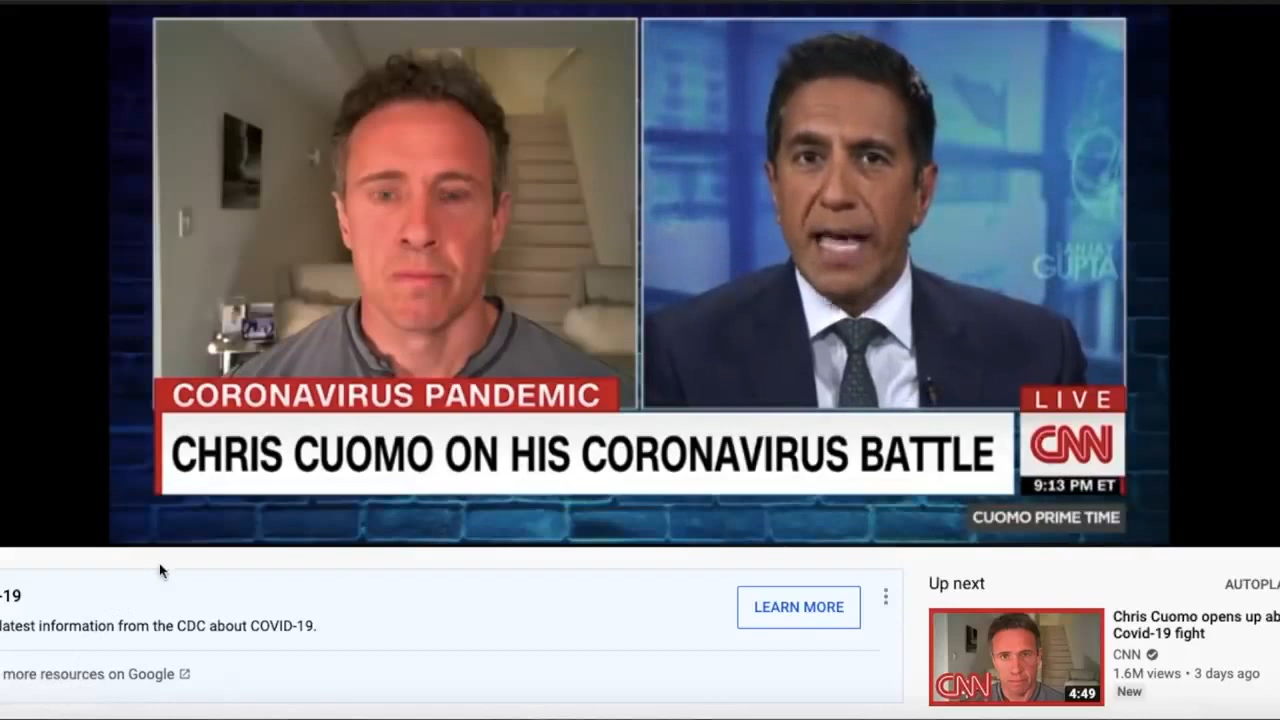 SANJAY
GUPTA
CORONAVIRUS PANDEMIC
CHRIS CUOMO ON HIS CORONAVIRUS BATTLE
LIVE
CNN
9:13 PM ET
CUOMO PRIME TIME
-19
latest information from the CDC about COVID-19.
LEARN MORE
more resources on Google
Up next
AUTOPLA
Chris Cuomo opens up ab
Covid-19 fight
CNN
1.6M views • 3 days ago
New
CNN
4:49